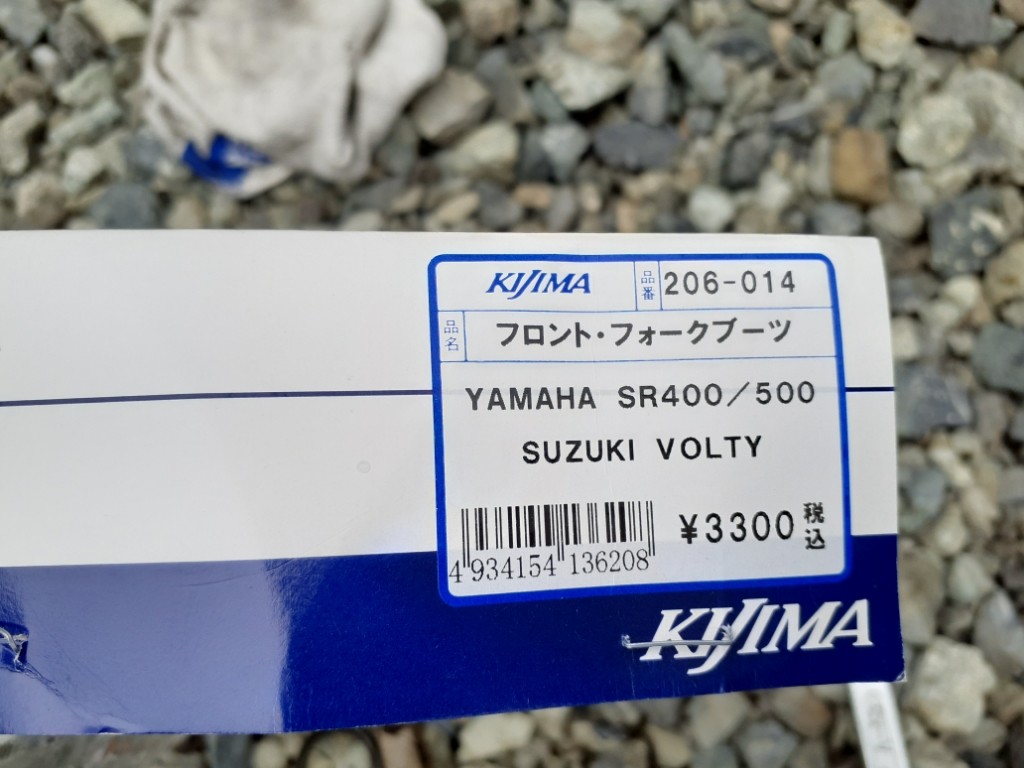 KIJIMA 品番 206-014
品名 フロント・フォークブーツ
YAMAHA SR400/500
SUZUKI VOLTY
¥3300 税込
4 934154 136208
KIJIMA